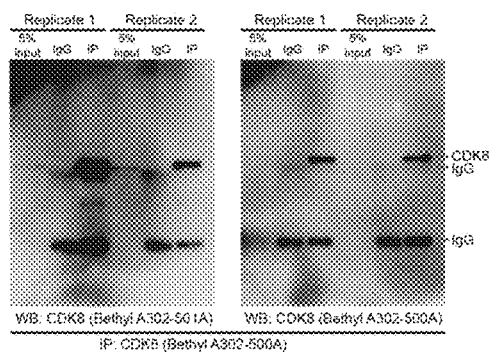 Replicate 1 Replicate 2 Replicate 1 Replicate 2
5% input IgG IP 5% input IgG IP 5% input IgG IP 5% input IgG IP
CDK8
IgG
IgG
WB: CDK8 (Bethyl A302-501A) WB: CDK8 (Bethyl A302-500A)
IP: CDK8 (Bethyl A302-500A)